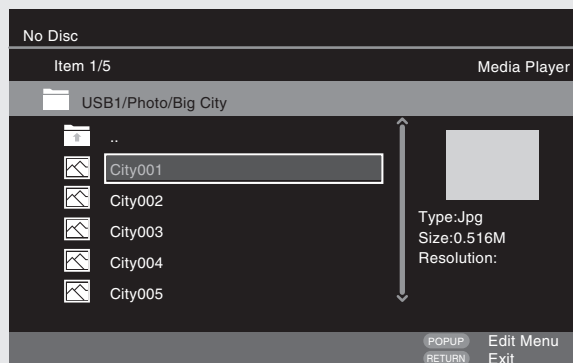 No Disc
Item 1/5 Media Player
USB1/Photo/Big City
..
City001
City002
City003
City004
City005
Type:Jpg
Size:0.516M
Resolution:
POPUP Edit Menu
RETURN Exit